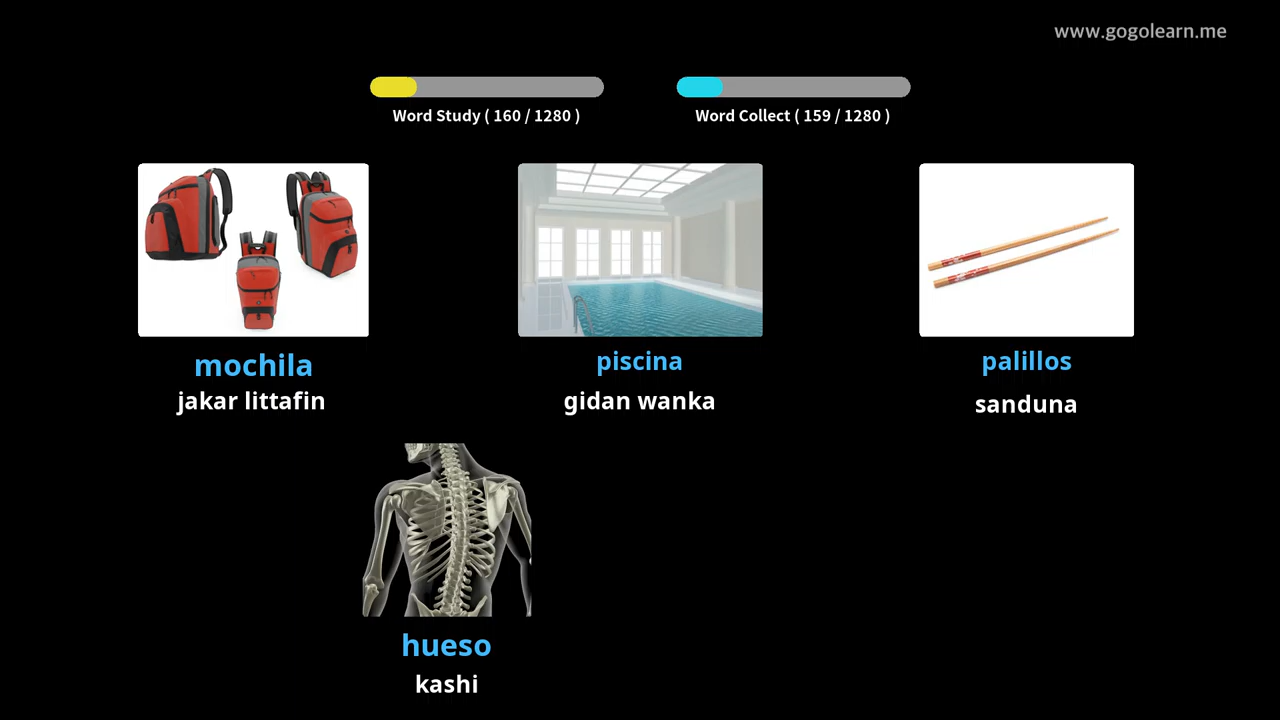 www.gogolearn.me
Word Study ( 160 / 1280 )
Word Collect ( 159 / 1280 )
mochila
jakar littafin
piscina
gidan wanka
palillos
sanduna
hueso
kashi